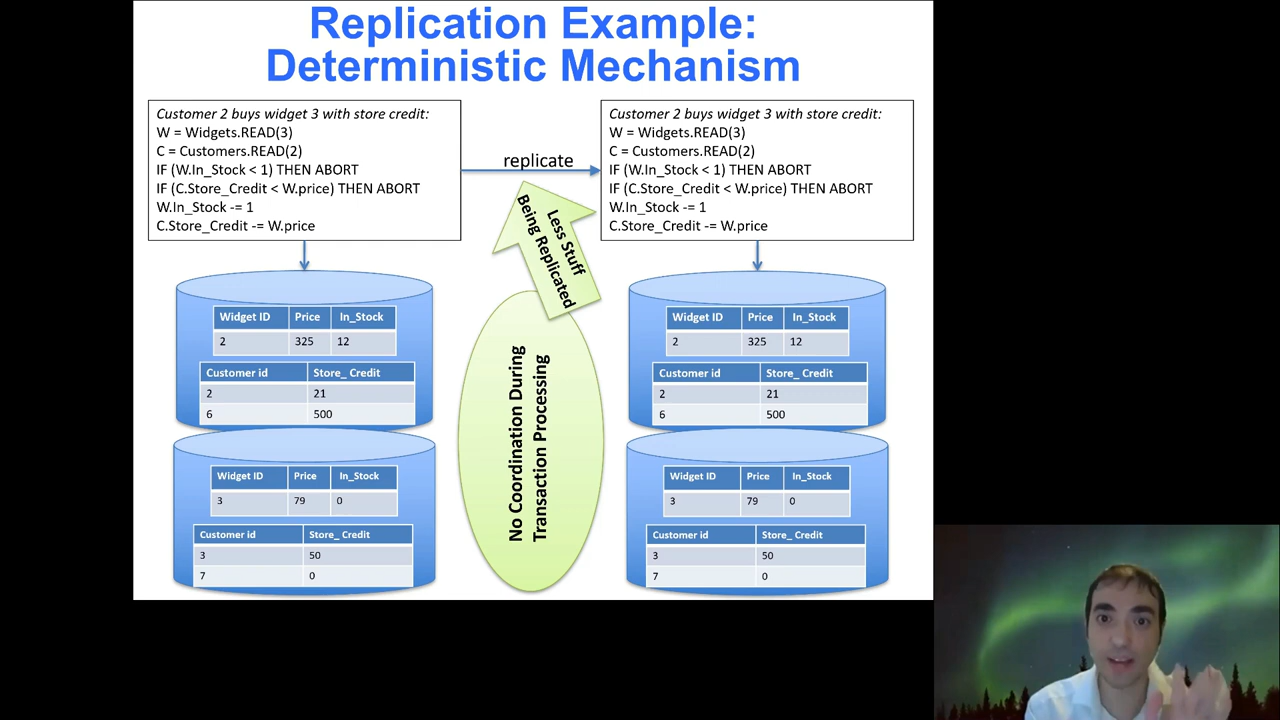 Replication Example:
Deterministic Mechanism
Customer 2 buys widget 3 with store credit:
W = Widgets.READ(3)
C = Customers.READ(2)
IF (W.In_Stock < 1) THEN ABORT
IF (C.Store_Credit < W.price) THEN ABORT
W.In_Stock -= 1
C.Store_Credit -= W.price
replicate
Customer 2 buys widget 3 with store credit:
W = Widgets.READ(3)
C = Customers.READ(2)
IF (W.In_Stock < 1) THEN ABORT
IF (C.Store_Credit < W.price) THEN ABORT
W.In_Stock -= 1
C.Store_Credit -= W.price
Less Stuff
Being Replicated
No Coordination During
Transaction Processing
Widget ID Price In_Stock
2 325 12
Customer id Store_ Credit
2 21
6 500
Widget ID Price In_Stock
3 79 0
Customer id Store_ Credit
3 50
7 0
Widget ID Price In_Stock
2 325 12
Customer id Store_ Credit
2 21
6 500
Widget ID Price In_Stock
3 79 0
Customer id Store_ Credit
3 50
7 0